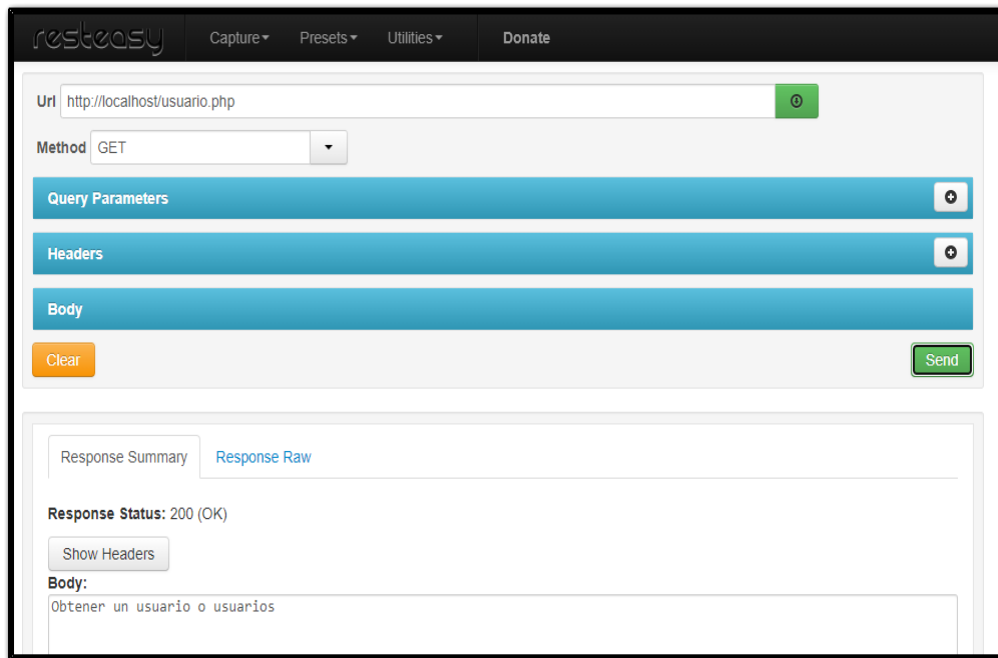 resteasy Capture Presets Utilities Donate
Url http://localhost/usuario.php
Method GET
Query Parameters
Headers
Body
Clear Send
Response Summary Response Raw
Response Status: 200 (OK)
Show Headers
Body:
Obtener un usuario o usuarios